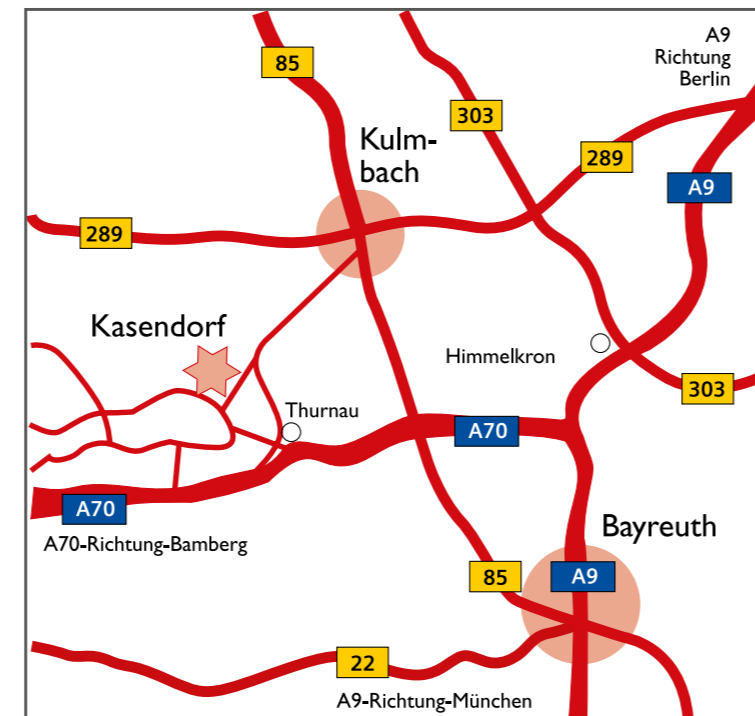 A9
Richtung
Berlin
85
303
Kulm-
bach
289
A9
289
Kasendorf
Himmelkron
303
Thurnau
A70
A70
A70-Richtung-Bamberg
Bayreuth
85
A9
22
A9-Richtung-München